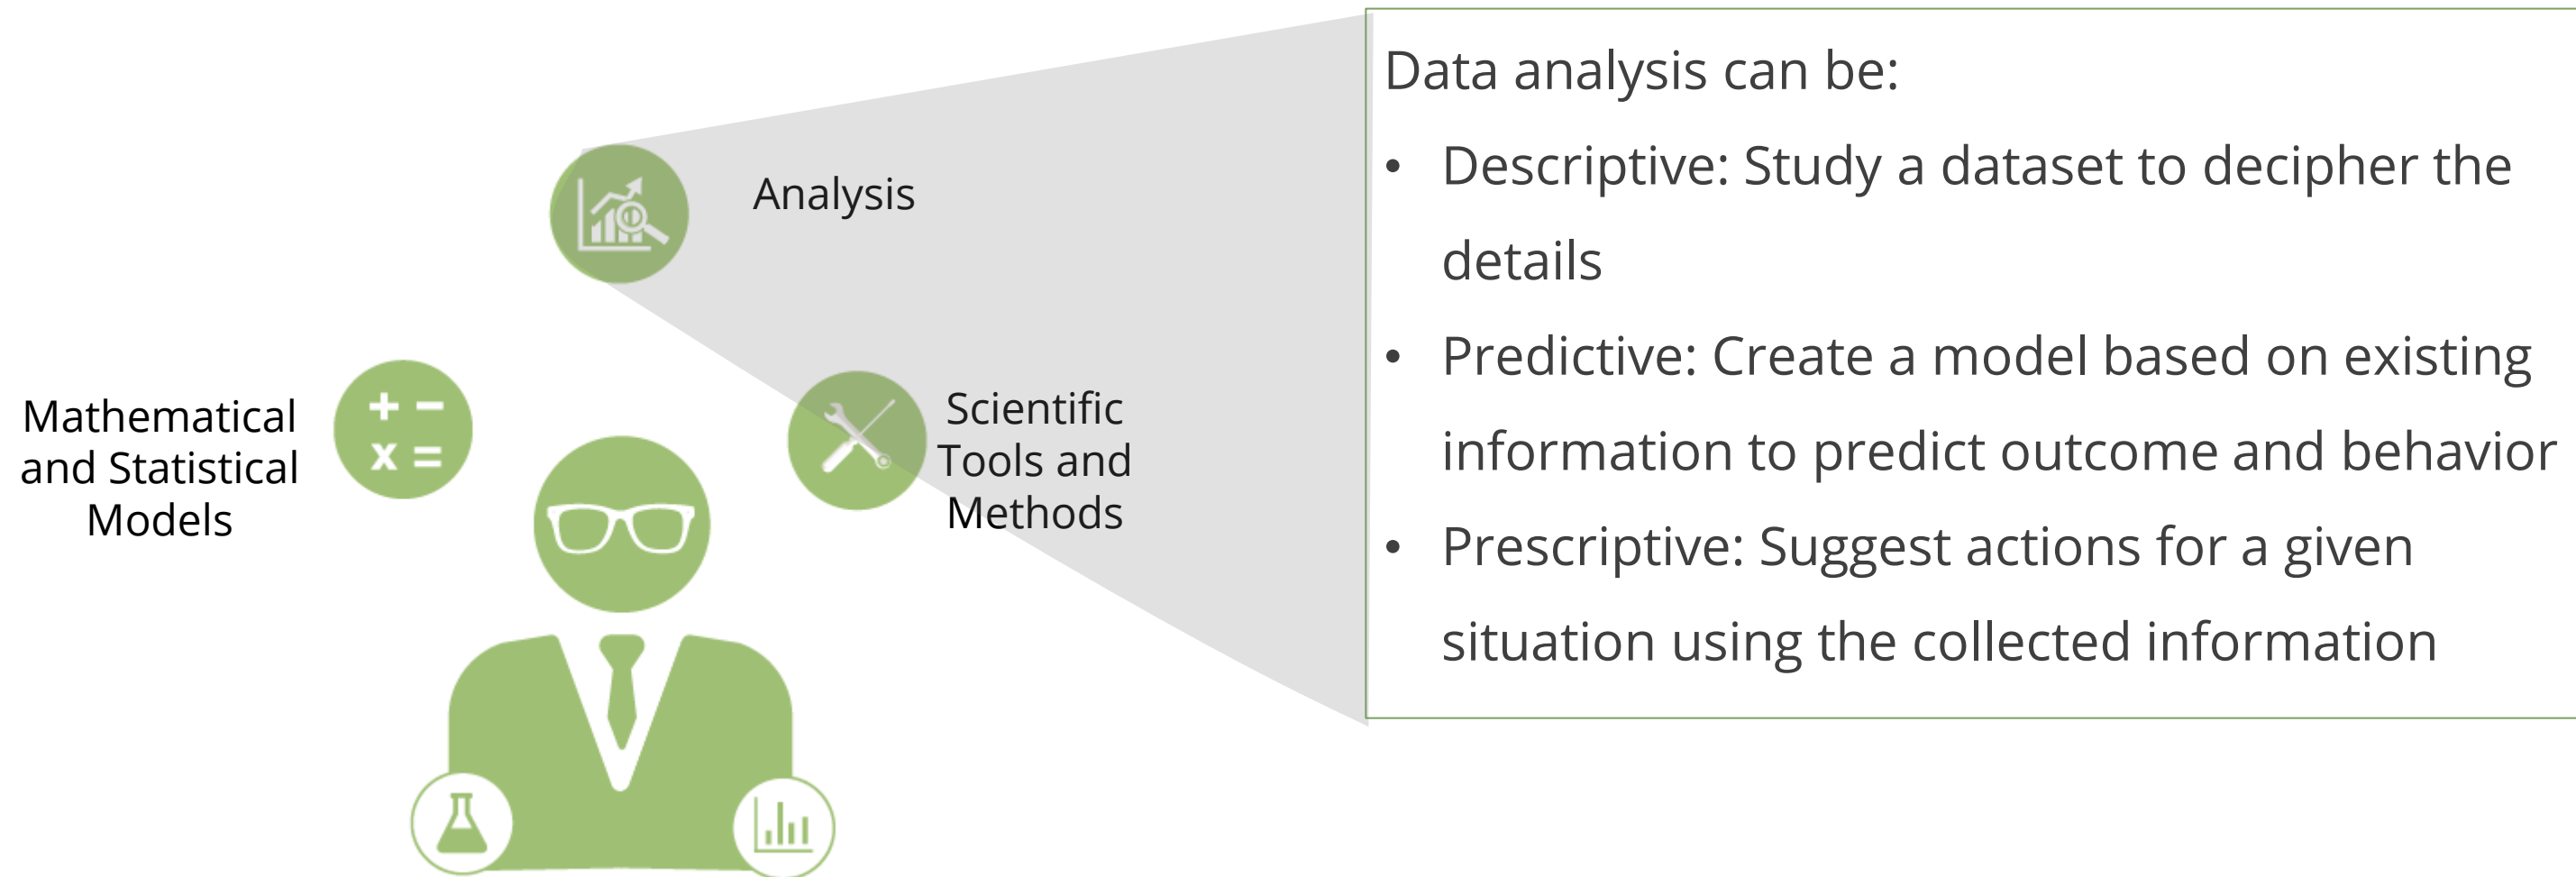 Analysis
Mathematical
and Statistical
Models
+ −
x =
Scientific
Tools and
Methods
Data analysis can be:
• Descriptive: Study a dataset to decipher the
details
• Predictive: Create a model based on existing
information to predict outcome and behavior
• Prescriptive: Suggest actions for a given
situation using the collected information